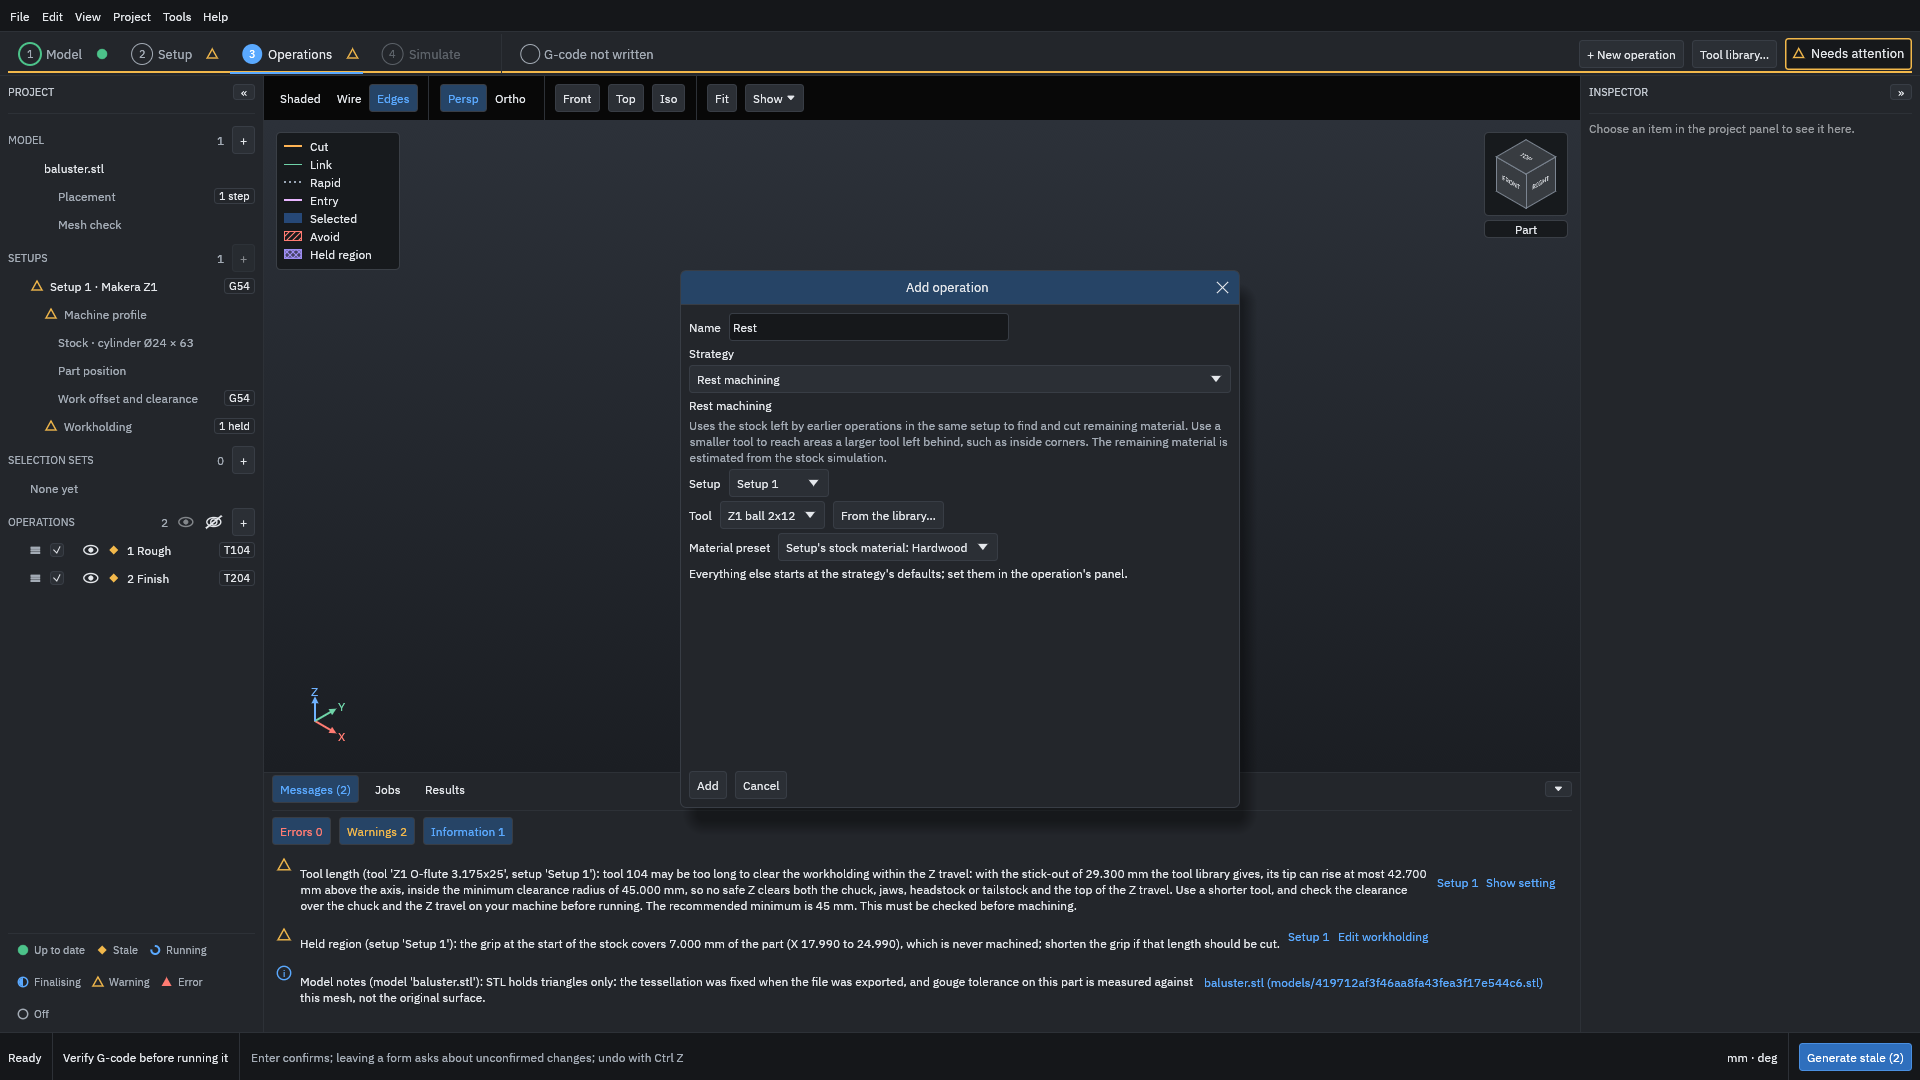 File Edit View Project Tools Help
1 Model 2 Setup 3 Operations 4 Simulate G-code not written + New operation Tool library... Needs attention
PROJECT «
Shaded Wire Edges Persp Ortho Front Top Iso Fit Show
INSPECTOR »
Choose an item in the project panel to see it here.
MODEL 1 +
baluster.stl
Placement 1 step
Mesh check
SETUPS 1 +
Setup 1 · Makera Z1 G54
Machine profile
Stock · cylinder Ø24 × 63
Part position
Work offset and clearance G54
Workholding 1 held
SELECTION SETS 0 +
None yet
OPERATIONS 2 +
1 Rough T104
2 Finish T204
Up to date Stale Running
Finalising Warning Error
Off
Cut
Link
Rapid
Entry
Selected
Avoid
Held region
TOP
FRONT RIGHT
Part
Z
Y
X
Add operation
Name Rest
Strategy
Rest machining
Rest machining
Uses the stock left by earlier operations in the same setup to find and cut remaining material. Use a
smaller tool to reach areas a larger tool left behind, such as inside corners. The remaining material is
estimated from the stock simulation.
Setup Setup 1
Tool Z1 ball 2x12 From the library...
Material preset Setup's stock material: Hardwood
Everything else starts at the strategy's defaults; set them in the operation's panel.
Add Cancel
Messages (2) Jobs Results
Errors 0 Warnings 2 Information 1
Tool length (tool 'Z1 O-flute 3.175x25', setup 'Setup 1'): tool 104 may be too long to clear the workholding within the Z travel: with the stick-out of 29.300 mm the tool library gives, its tip can rise at most 42.700
mm above the axis, inside the minimum clearance radius of 45.000 mm, so no safe Z clears both the chuck, jaws, headstock or tailstock and the top of the Z travel. Use a shorter tool, and check the clearance
over the chuck and the Z travel on your machine before running. The recommended minimum is 45 mm. This must be checked before machining.
Setup 1 Show setting
Held region (setup 'Setup 1'): the grip at the start of the stock covers 7.000 mm of the part (X 17.990 to 24.990), which is never machined; shorten the grip if that length should be cut. Setup 1 Edit workholding
Model notes (model 'baluster.stl'): STL holds triangles only: the tessellation was fixed when the file was exported, and gouge tolerance on this part is measured against
this mesh, not the original surface.
baluster.stl (models/419712af3f46aa8fa43fea3f17e544c6.stl)
Ready Verify G-code before running it Enter confirms; leaving a form asks about unconfirmed changes; undo with Ctrl Z mm · deg Generate stale (2)